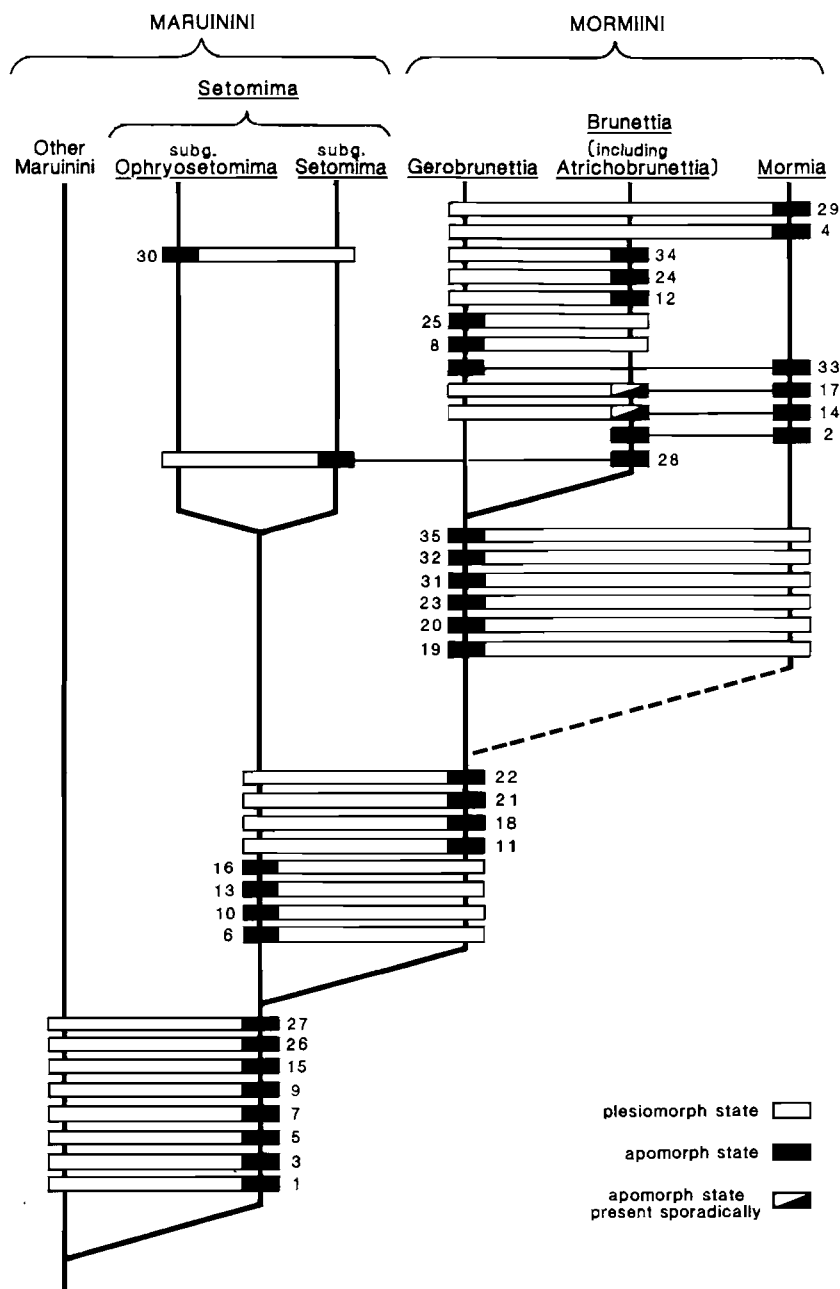 MARUININI
MORMIINI
Setomima
Other
Maruinini
subg.
Ophryosetomima
subg.
Setomima
Gerobrunettia
Brunettia
(including
Atrichobrunettia)
Mormia
29
4
30
34
24
12
25
8
33
17
14
2
28
35
32
31
23
20
19
22
21
18
11
16
13
10
6
27
26
15
9
7
5
3
1
plesiomorph state
apomorph state
apomorph state
present sporadically